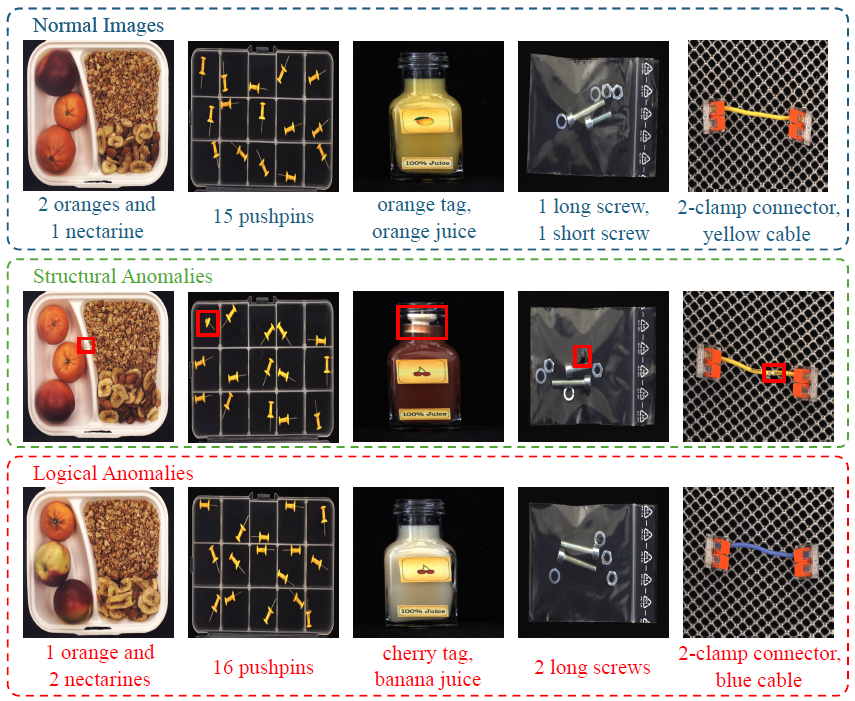 Normal Images
100% Juice
2 oranges and
1 nectarine
15 pushpins
orange tag,
orange juice
1 long screw,
1 short screw
2-clamp connector,
yellow cable
Structural Anomalies
100% Juice
Logical Anomalies
100% Juice
1 orange and
2 nectarines
16 pushpins
cherry tag,
banana juice
2 long screws
2-clamp connector,
blue cable